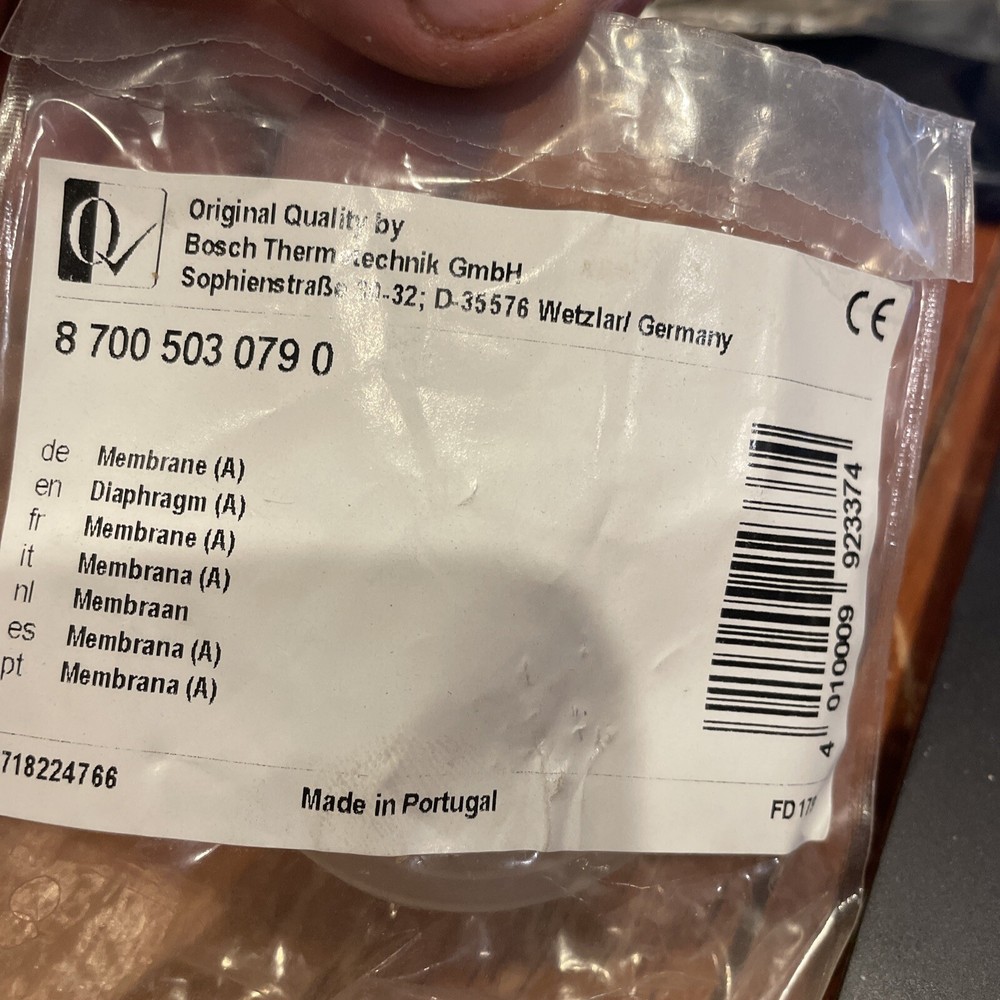 Original Quality by
Bosch Thermotechnik GmbH
Sophienstraße -32; D-35576 Wetzlar/ Germany
CE
8 700 503 079 0
de Membrane (A)
en Diaphragm (A)
fr Membrane (A)
it Membrana (A)
nl Membraan
es Membrana (A)
pt Membrana (A)
4 010009 923374
718224766
Made in Portugal
FD